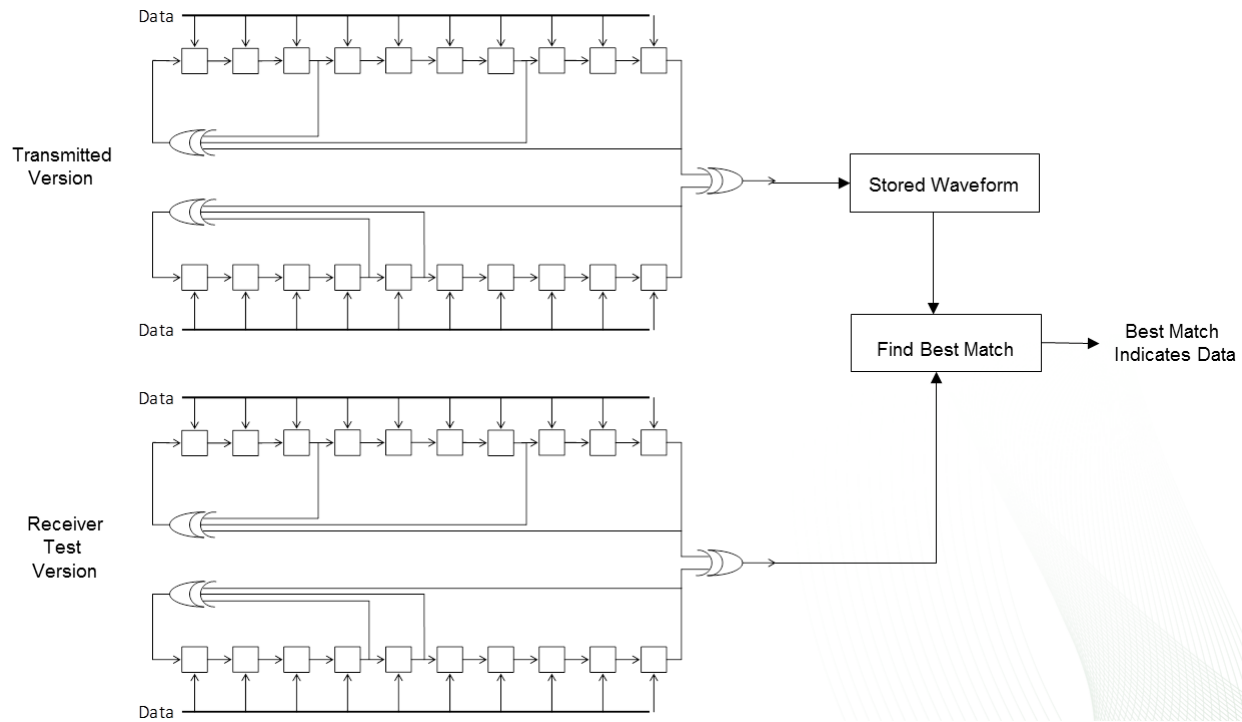 Data
Transmitted
Version
Data
Stored Waveform
Find Best Match
Best Match
Indicates Data
Data
Receiver
Test
Version
Data